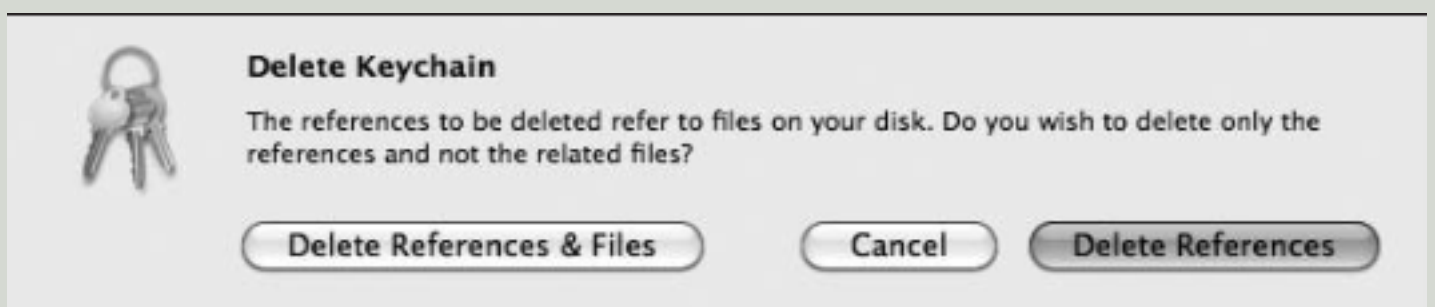 Delete Keychain
The references to be deleted refer to files on your disk. Do you wish to delete only the
references and not the related files?
Delete References & Files
Cancel
Delete References